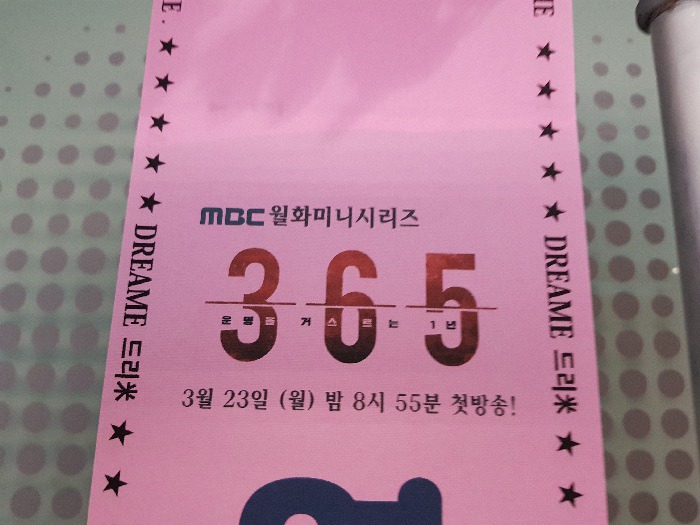 E.
E
MBC 월화미니시리즈
365
운명을 거스르는 1년
3월 23일 (월) 밤 8시 55분 첫방송!
DREAME 드리米
DREAME 드리米